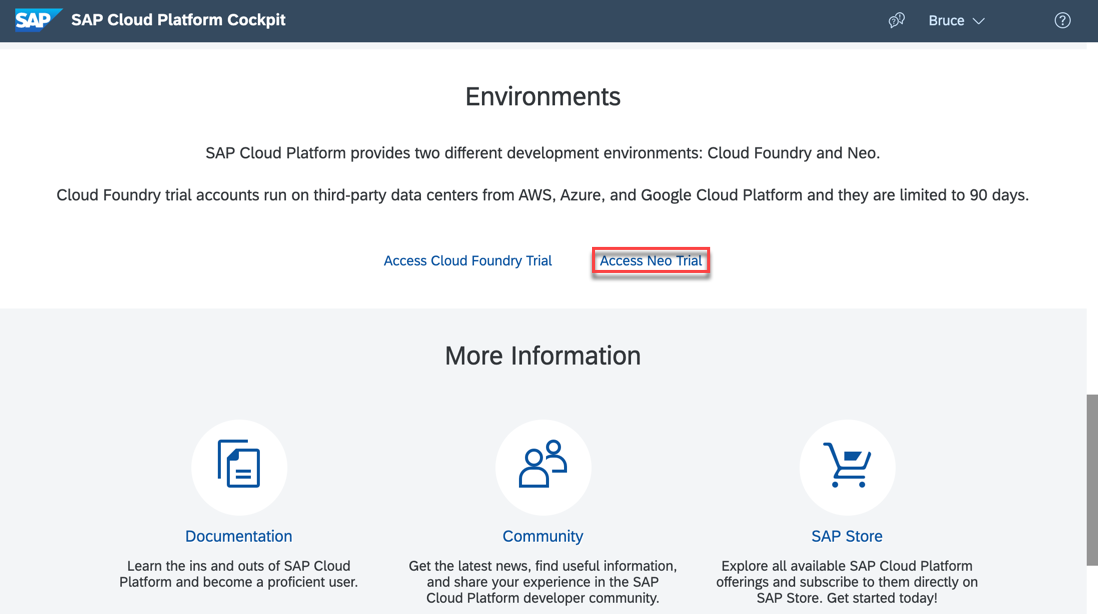 SAP SAP Cloud Platform Cockpit Bruce
Environments
SAP Cloud Platform provides two different development environments: Cloud Foundry and Neo.
Cloud Foundry trial accounts run on third-party data centers from AWS, Azure, and Google Cloud Platform and they are limited to 90 days.
Access Cloud Foundry Trial Access Neo Trial
More Information
Documentation
Learn the ins and outs of SAP Cloud
Platform and become a proficient user.
Community
Get the latest news, find useful information,
and share your experience in the SAP
Cloud Platform developer community.
SAP Store
Explore all available SAP Cloud Platform
offerings and subscribe to them directly on
SAP Store. Get started today!